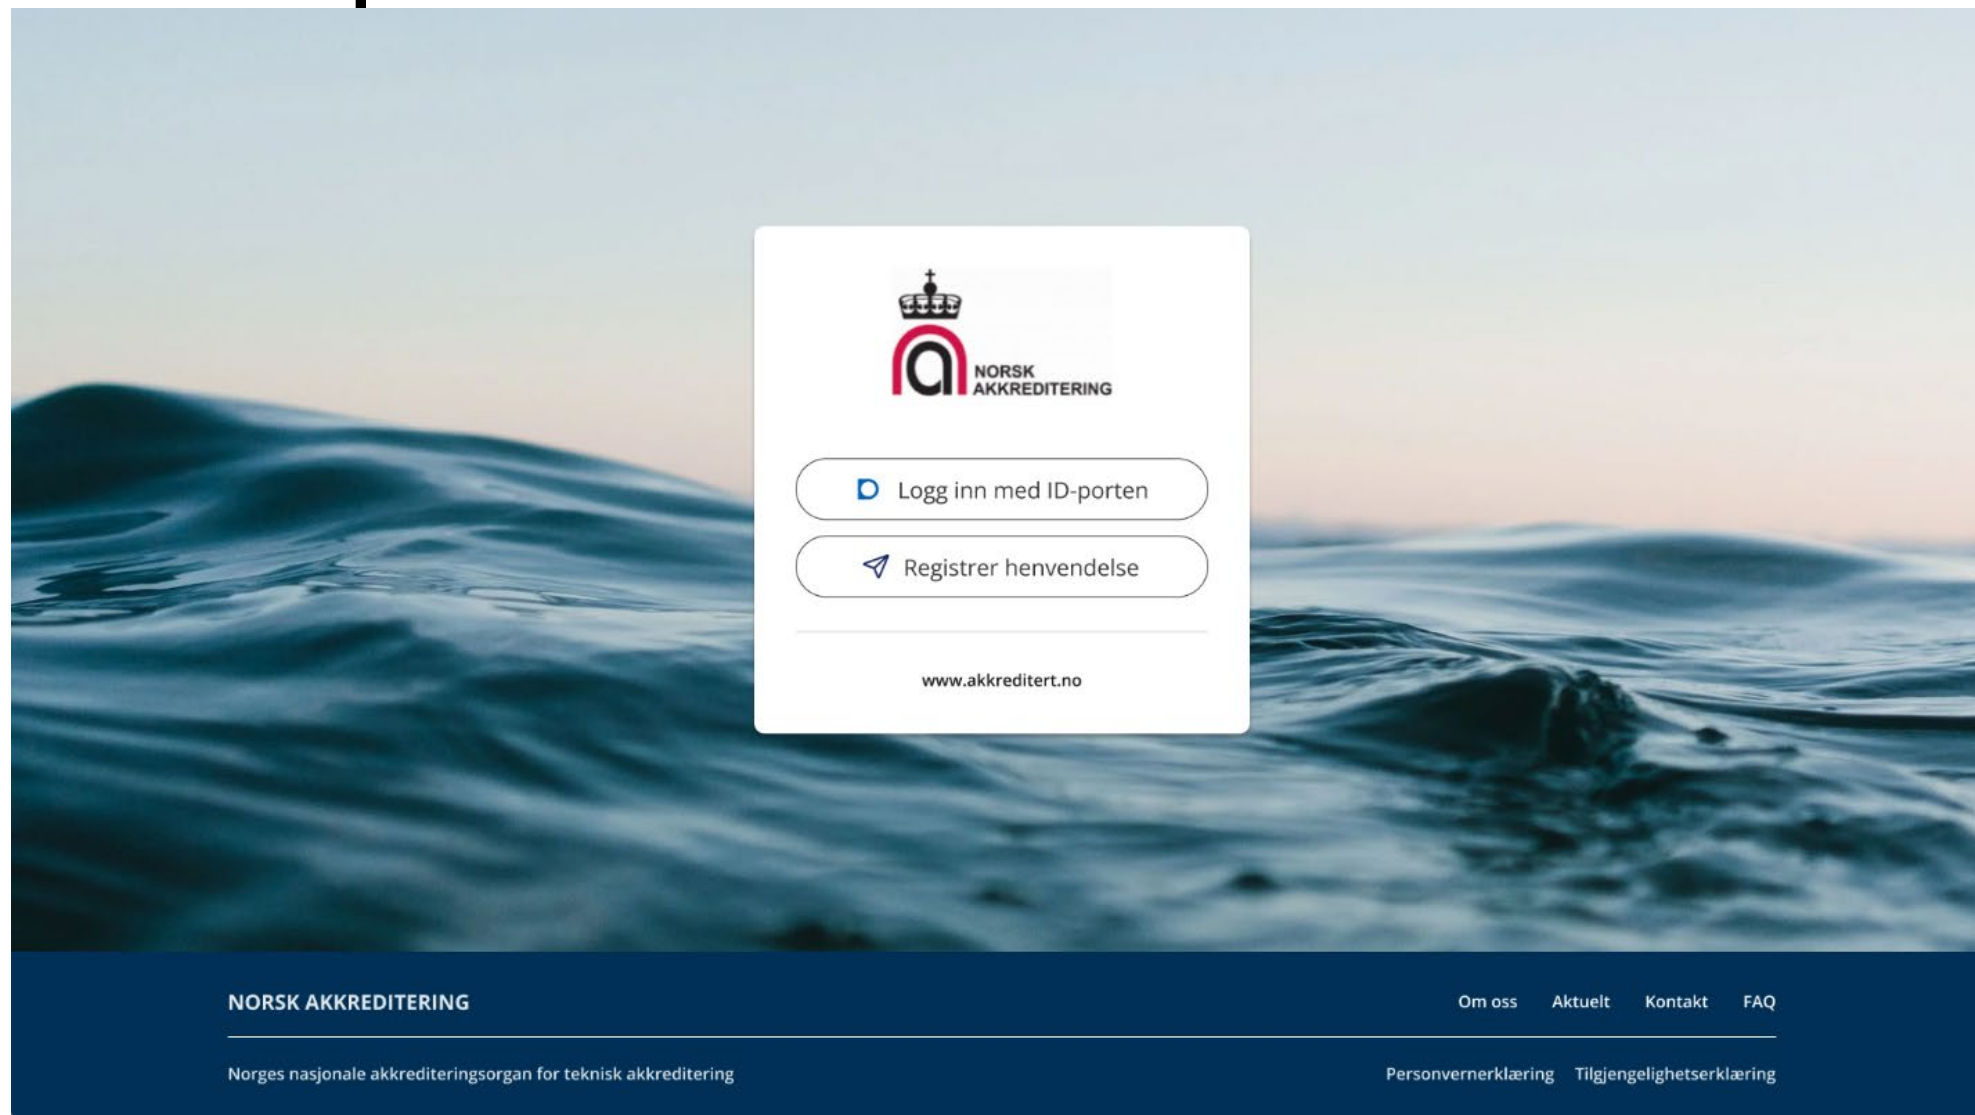 NORSK
AKKREDITERING
Logg inn med ID-porten
Registrer henvendelse
www.akkreditert.no
NORSK AKKREDITERING
Om oss Aktuelt Kontakt FAQ
Norges nasjonale akkrediteringsorgan for teknisk akkreditering
Personvernerklæring Tilgjengelighetserklæring